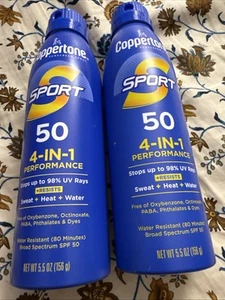 Coppertone
SPORT
50
4-IN-1
PERFORMANCE
Stops up to 98% UV Rays
+RESISTS
Sweat + Heat + Water
Free of Oxybenzone, Octinoxate,
PABA, Phthalates & Dyes
Water Resistant (80 Minutes)
Broad Spectrum SPF 50
NET WT 5.5 OZ (156 g)
Coppertone
SPORT
50
4-IN-1
PERFORMANCE
Stops up to 98% UV Rays
+RESISTS
Sweat + Heat + Water
Free of Oxybenzone, Octinoxate,
PABA, Phthalates & Dyes
Water Resistant (80 Minutes)
Broad Spectrum SPF 50
NET WT 5.5 OZ (156 g)